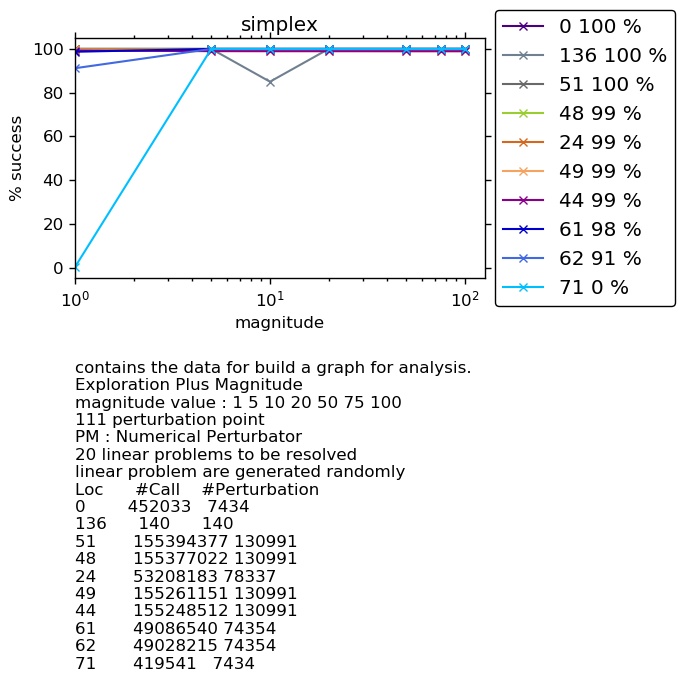 simplex
% success
100
80
60
40
20
0
10^0
10^1
10^2
magnitude
0 100 %
136 100 %
51 100 %
48 99 %
24 99 %
49 99 %
44 99 %
61 98 %
62 91 %
71 0 %
contains the data for build a graph for analysis.
Exploration Plus Magnitude
magnitude value : 1 5 10 20 50 75 100
111 perturbation point
PM : Numerical Perturbator
20 linear problems to be resolved
linear problem are generated randomly
Loc #Call #Perturbation
0 452033 7434
136 140 140
51 155394377 130991
48 155377022 130991
24 53208183 78337
49 155261151 130991
44 155248512 130991
61 49086540 74354
62 49028215 74354
71 419541 7434